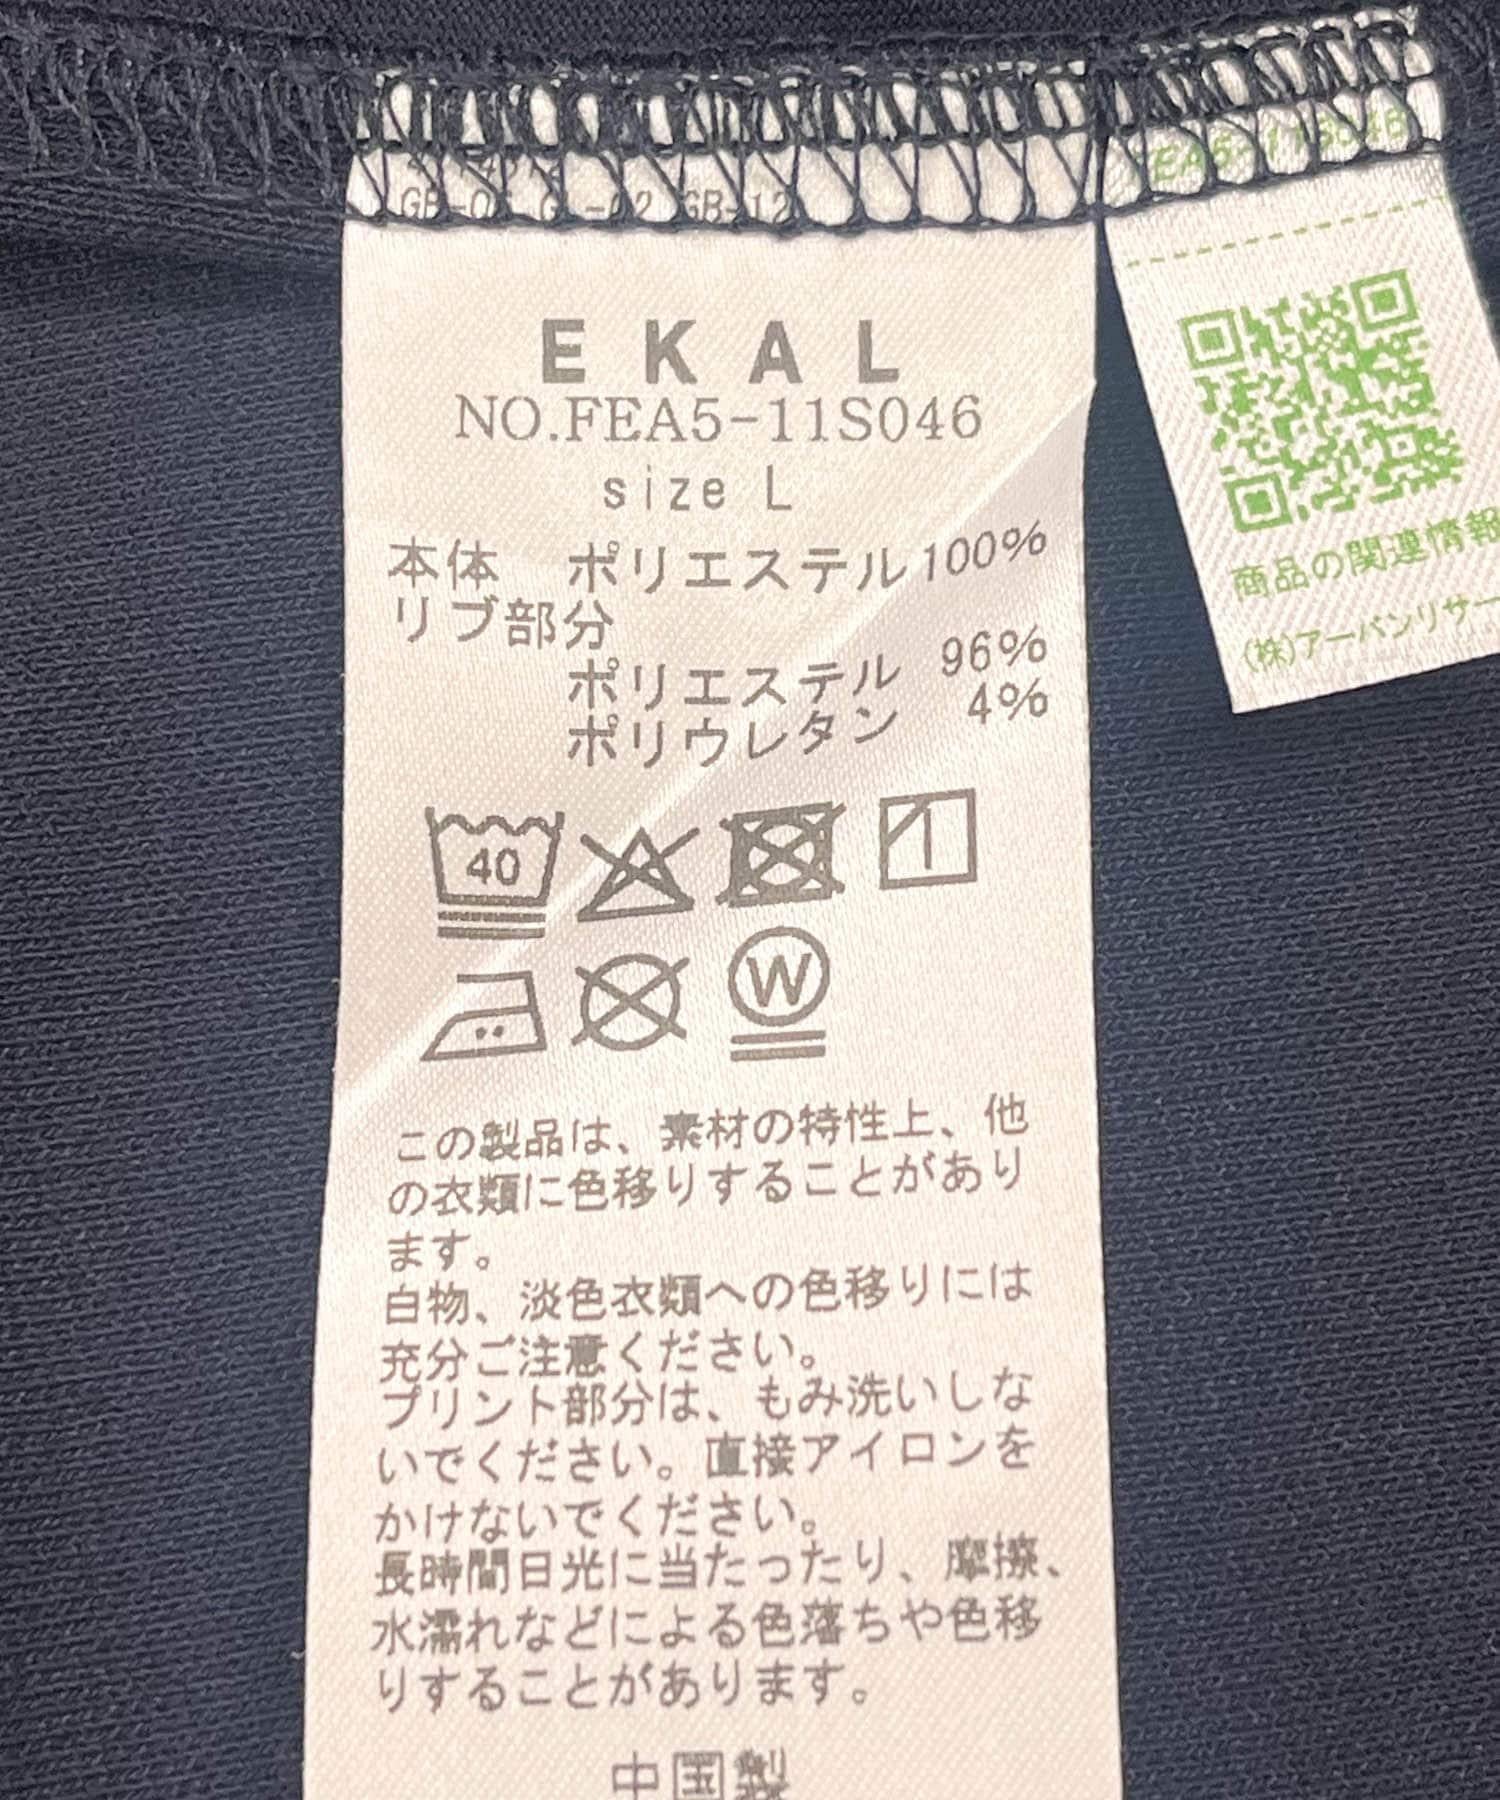 EKAL
NO.FEA5-11S046
size L
本体 ポリエステル100%
リブ部分
ポリエステル 96%
ポリウレタン 4%
40
W
この製品は、素材の特性上、他
の衣類に色移りすることがあり
ます。
白物、淡色衣類への色移りには
充分ご注意ください。
プリント部分は、もみ洗いしな
いでください。直接アイロンを
かけないでください。
長時間日光に当たったり、摩擦、
水濡れなどによる色落ちや色移
りすることがあります。
中国製
FEA5-11S046
商品の関連情報
(株)アーバンリサー